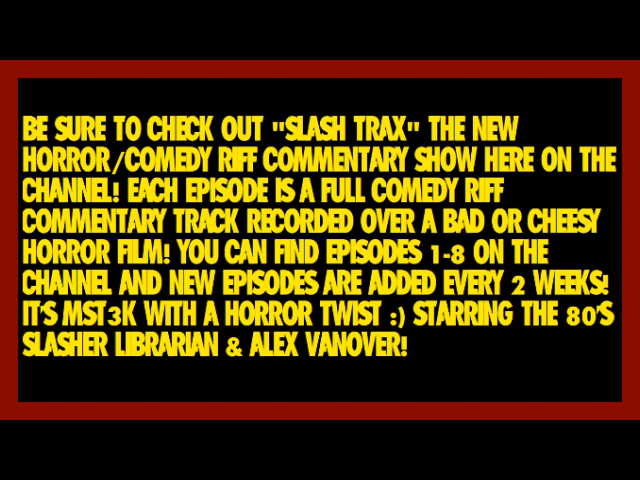 BE SURE TO CHECK OUT "SLASH TRAX" THE NEW
HORROR/COMEDY RIFF COMMENTARY SHOW HERE ON THE
CHANNEL! EACH EPISODE IS A FULL COMEDY RIFF
COMMENTARY TRACK RECORDED OVER A BAD OR CHEESY
HORROR FILM! YOU CAN FIND EPISODES 1-8 ON THE
CHANNEL AND NEW EPISODES ARE ADDED EVERY 2 WEEKS!
IT'S MST3K WITH A HORROR TWIST :) STARRING THE 80'S
SLASHER LIBRARIAN & ALEX VANOVER!